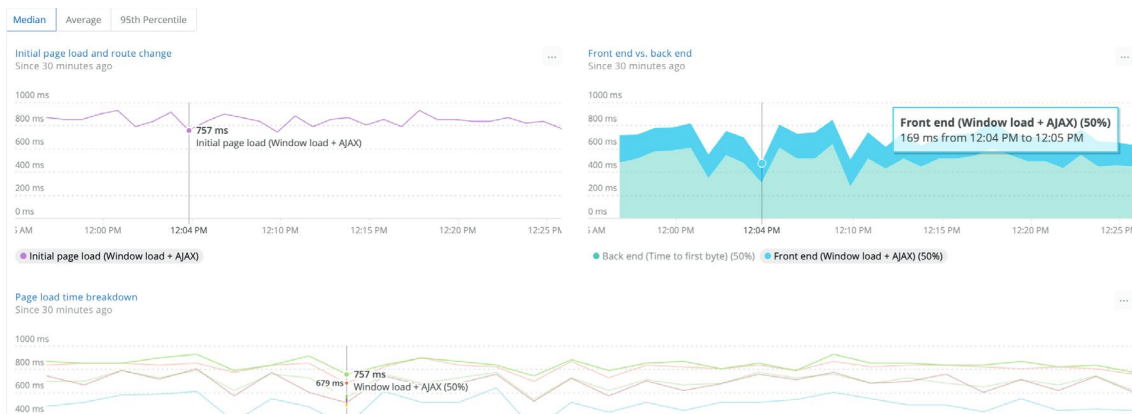 Median
Average
95th Percentile
Initial page load and route change
Since 30 minutes ago
...
1000 ms
800 ms
600 ms
400 ms
200 ms
0 ms
757 ms
Initial page load (Window load + AJAX)
5 AM
12:00 PM
12:04 PM
12:10 PM
12:15 PM
12:20 PM
12:25 PM
Initial page load (Window load + AJAX)
Front end vs. back end
Since 30 minutes ago
...
1000 ms
800 ms
600 ms
400 ms
200 ms
0 ms
Front end (Window load + AJAX) (50%)
169 ms from 12:04 PM to 12:05 PM
5 AM
12:00 PM
12:04 PM
12:10 PM
12:15 PM
12:20 PM
12:25 P
Back end (Time to first byte) (50%)
Front end (Window load + AJAX) (50%)
Page load time breakdown
Since 30 minutes ago
...
1000 ms
800 ms
600 ms
400 ms
757 ms
679 ms
Window load + AJAX (50%)